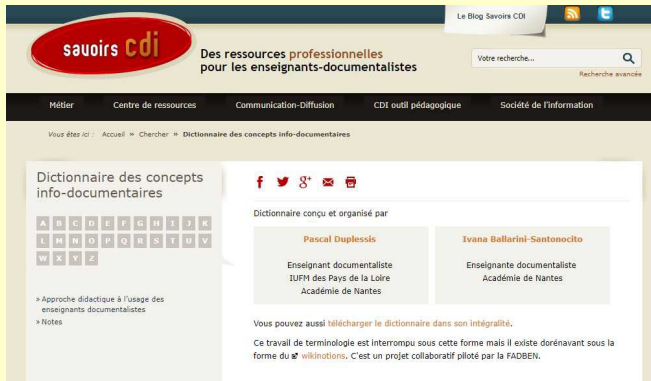 Le Blog Savoirs CDI
savoirs cdi
Des ressources professionnelles
pour les enseignants-documentalistes
Votre recherche...
Recherche avancée
Métier Centre de ressources Communication-Diffusion CDI outil pédagogique Société de l'information
Vous êtes ici : Accueil » Chercher » Dictionnaire des concepts info-documentaires
Dictionnaire des concepts
info-documentaires
A B C D E F G H I J K
L M N O P Q R S T U V
W X Y Z
» Approche didactique à l'usage des
enseignants documentalistes
» Notes
Dictionnaire conçu et organisé par
Pascal Duplessis
Enseignant documentaliste
IUFM des Pays de la Loire
Académie de Nantes
Ivana Ballarini-Santonocito
Enseignante documentaliste
Académie de Nantes
Vous pouvez aussi télécharger le dictionnaire dans son intégralité.
Ce travail de terminologie est interrompu sous cette forme mais il existe dorénavant sous la
forme du wikinotions. C'est un projet collaboratif piloté par la FADBEN.